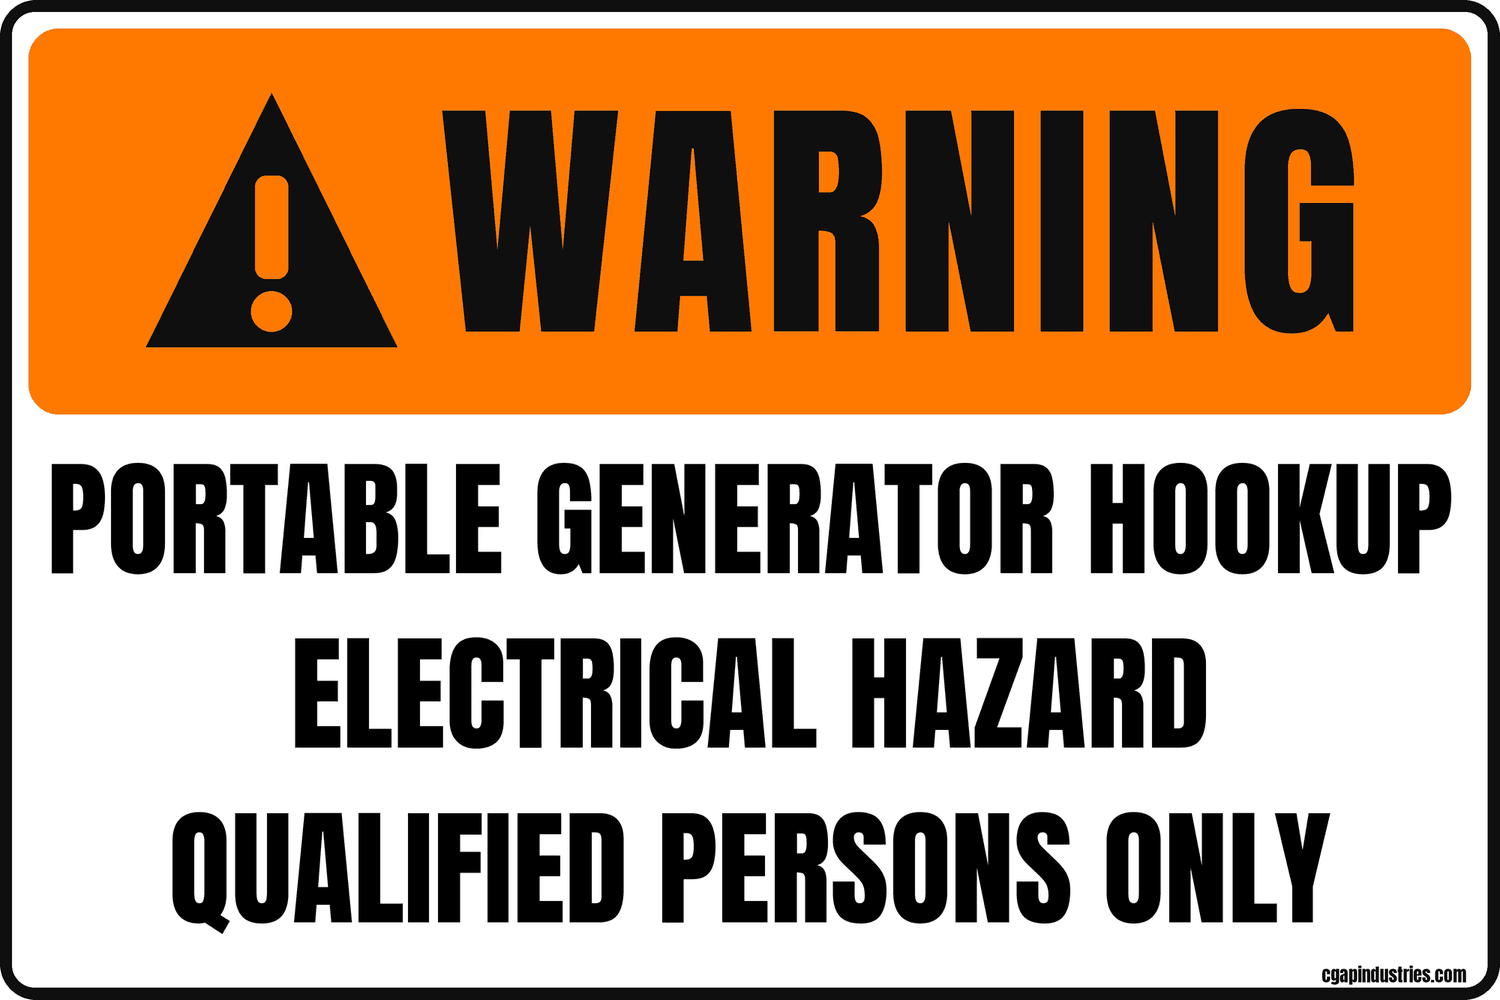 WARNING
PORTABLE GENERATOR HOOKUP
ELECTRICAL HAZARD
QUALIFIED PERSONS ONLY
cgapindustries.com